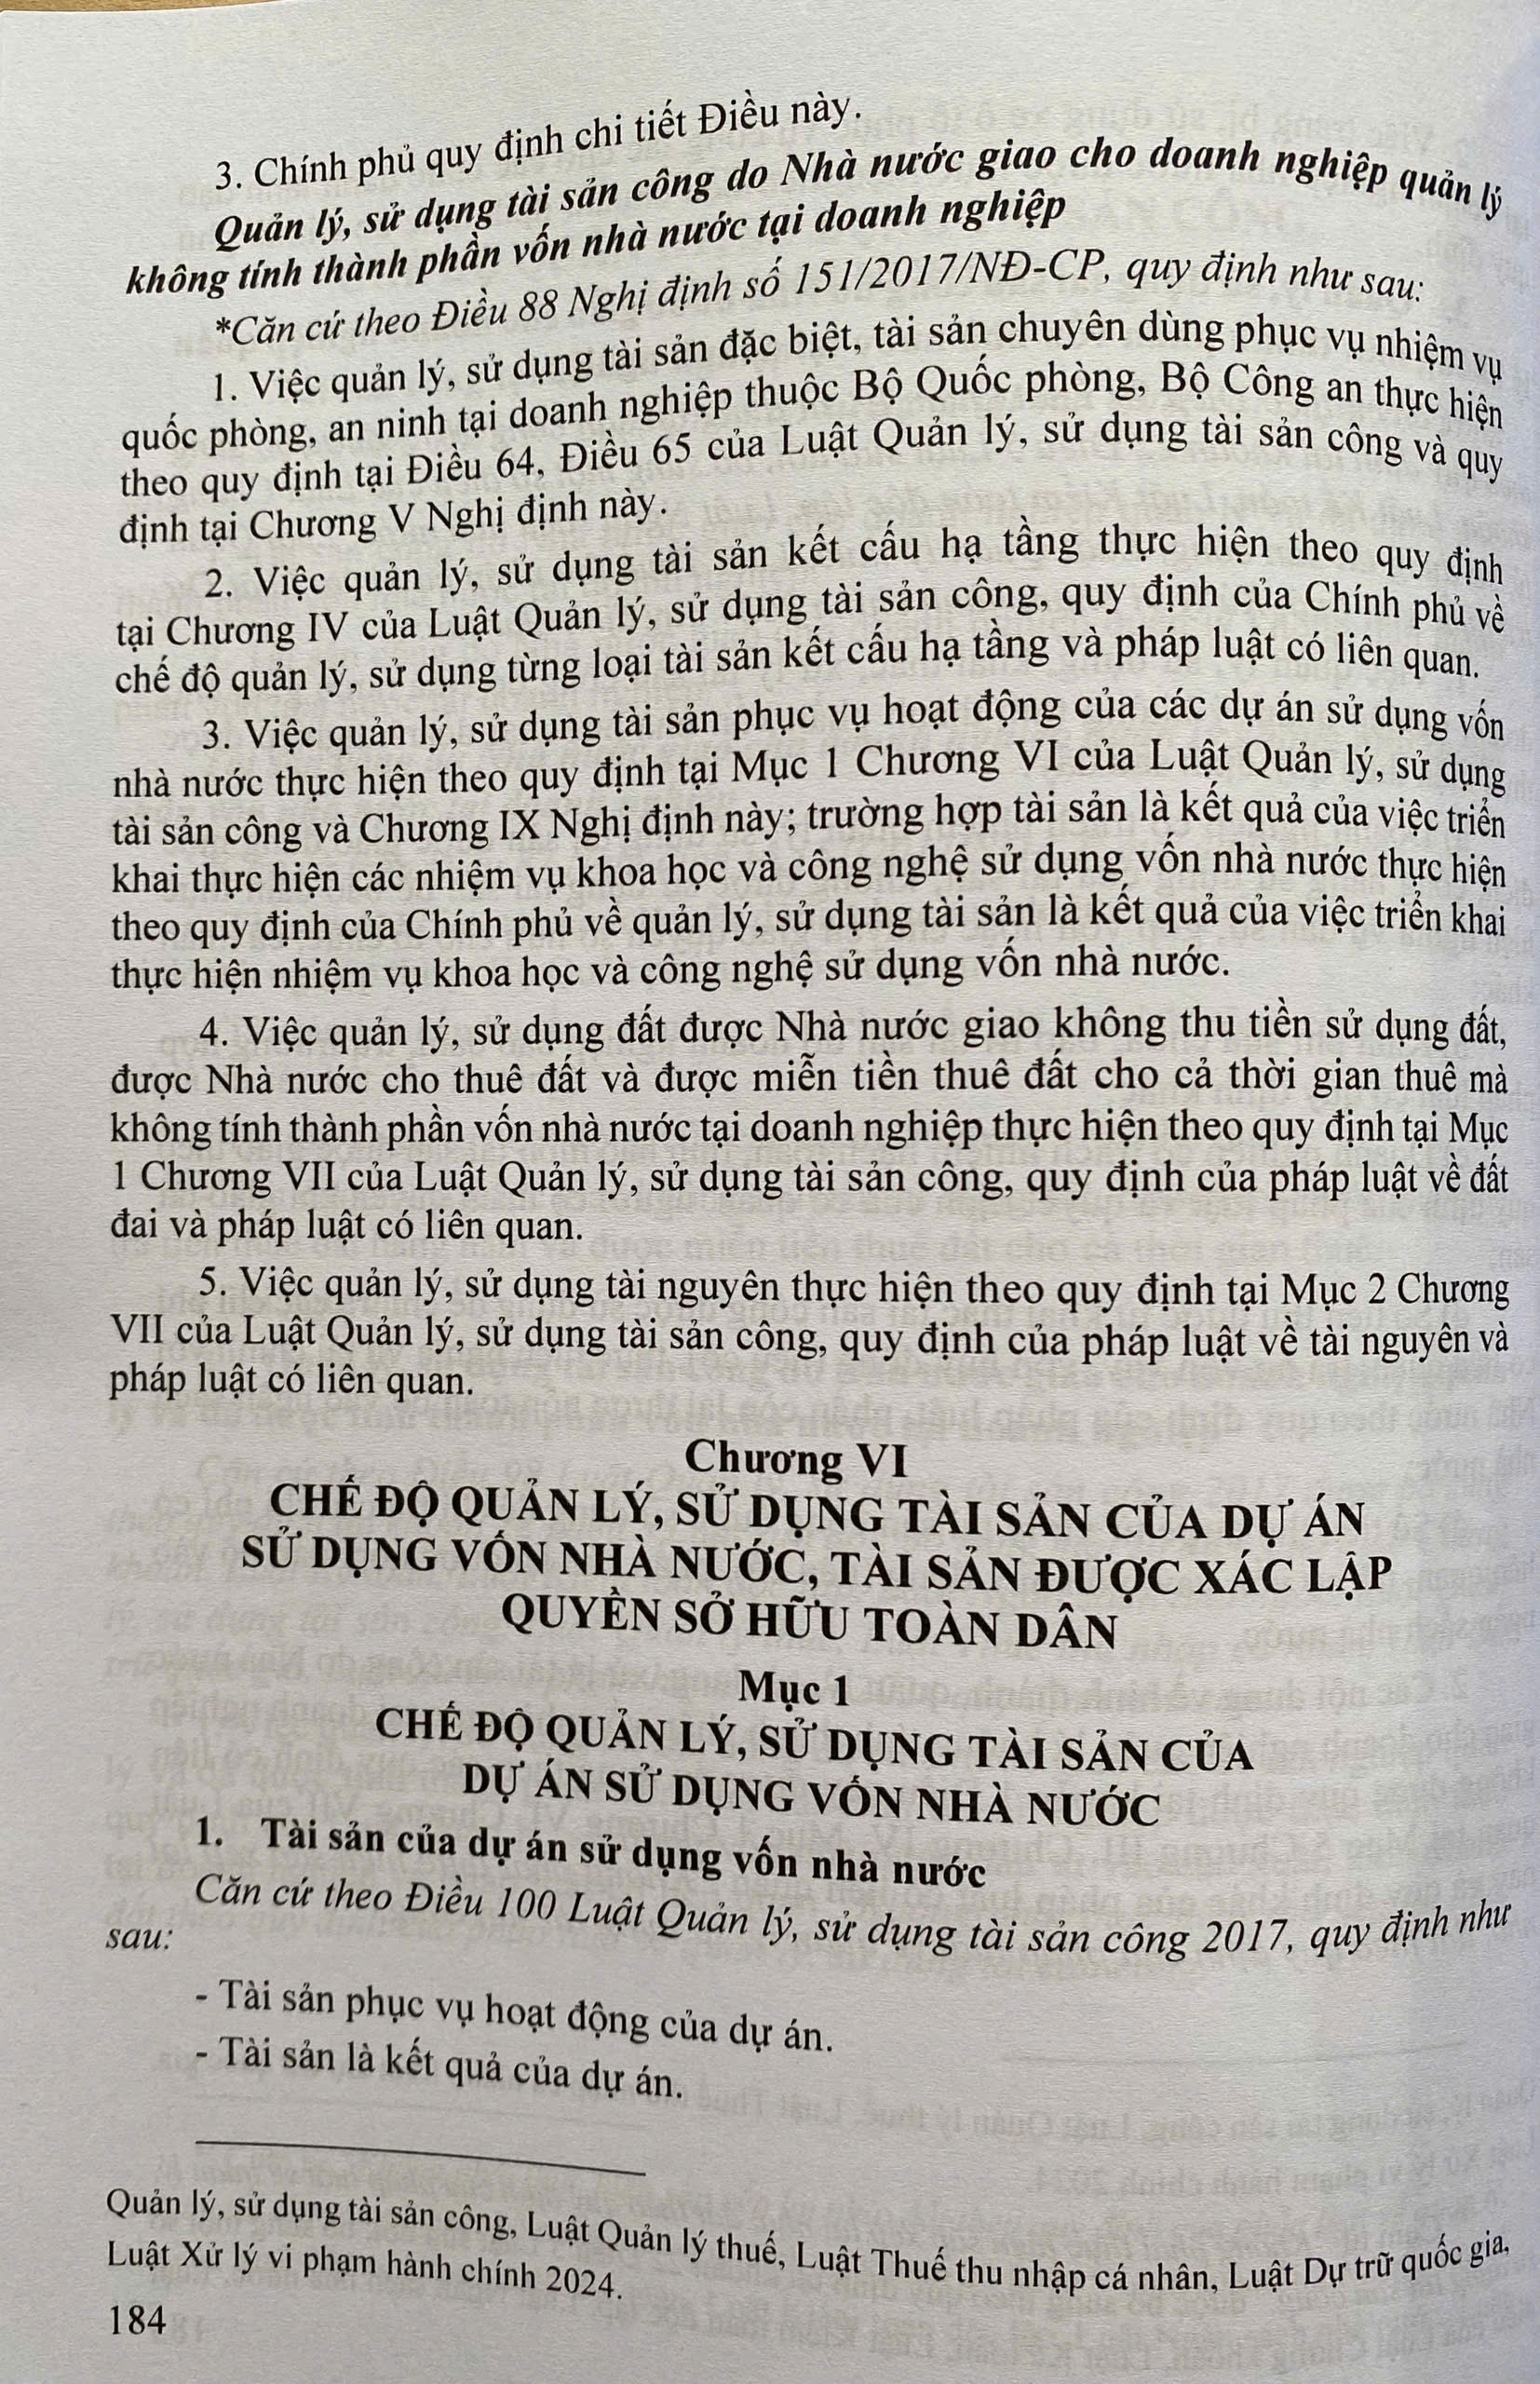 3. Chính phủ quy định chi tiết Điều này.
Quản lý, sử dụng tài sản công do Nhà nước giao cho doanh nghiệp quản lý
không tính thành phần vốn nhà nước tại doanh nghiệp
*Căn cứ theo Điều 88 Nghị định số 151/2017/NĐ-CP, quy định như sau:
1. Việc quản lý, sử dụng tài sản đặc biệt, tài sản chuyên dùng phục vụ nhiệm vụ
quốc phòng, an ninh tại doanh nghiệp thuộc Bộ Quốc phòng, Bộ Công an thực hiện
theo quy định tại Điều 64, Điều 65 của Luật Quản lý, sử dụng tài sản công và quy
định tại Chương V Nghị định này.
2. Việc quản lý, sử dụng tài sản kết cấu hạ tầng thực hiện theo quy định
tại Chương IV của Luật Quản lý, sử dụng tài sản công, quy định của Chính phủ về
chế độ quản lý, sử dụng từng loại tài sản kết cấu hạ tầng và pháp luật có liên quan.
3. Việc quản lý, sử dụng tài sản phục vụ hoạt động của các dự án sử dụng vốn
nhà nước thực hiện theo quy định tại Mục 1 Chương VI của Luật Quản lý, sử dụng
tài sản công và Chương IX Nghị định này; trường hợp tài sản là kết quả của việc triển
khai thực hiện các nhiệm vụ khoa học và công nghệ sử dụng vốn nhà nước thực hiện
theo quy định của Chính phủ về quản lý, sử dụng tài sản là kết quả của việc triển khai
thực hiện nhiệm vụ khoa học và công nghệ sử dụng vốn nhà nước.
4. Việc quản lý, sử dụng đất được Nhà nước giao không thu tiền sử dụng đất,
được Nhà nước cho thuê đất và được miễn tiền thuê đất cho cả thời gian thuê mà
không tính thành phần vốn nhà nước tại doanh nghiệp thực hiện theo quy định tại Mục
1 Chương VII của Luật Quản lý, sử dụng tài sản công, quy định của pháp luật về đất
đai và pháp luật có liên quan.
5. Việc quản lý, sử dụng tài nguyên thực hiện theo quy định tại Mục 2 Chương
VII của Luật Quản lý, sử dụng tài sản công, quy định của pháp luật về tài nguyên và
pháp luật có liên quan.
Chương VI
CHẾ ĐỘ QUẢN LÝ, SỬ DỤNG TÀI SẢN CỦA DỰ ÁN
SỬ DỤNG VỐN NHÀ NƯỚC, TÀI SẢN ĐƯỢC XÁC LẬP
QUYỀN SỞ HỮU TOÀN DÂN
Mục 1
CHẾ ĐỘ QUẢN LÝ, SỬ DỤNG TÀI SẢN CỦA
DỰ ÁN SỬ DỤNG VỐN NHÀ NƯỚC
1. Tài sản của dự án sử dụng vốn nhà nước
Căn cứ theo Điều 100 Luật Quản lý, sử dụng tài sản công 2017, quy định như
sau:
- Tài sản phục vụ hoạt động của dự án.
- Tài sản là kết quả của dự án.
Quản lý, sử dụng tài sản công, Luật Quản lý thuế, Luật Thuế thu nhập cá nhân, Luật Dự trữ quốc gia,
Luật Xử lý vi phạm hành chính 2024.
184